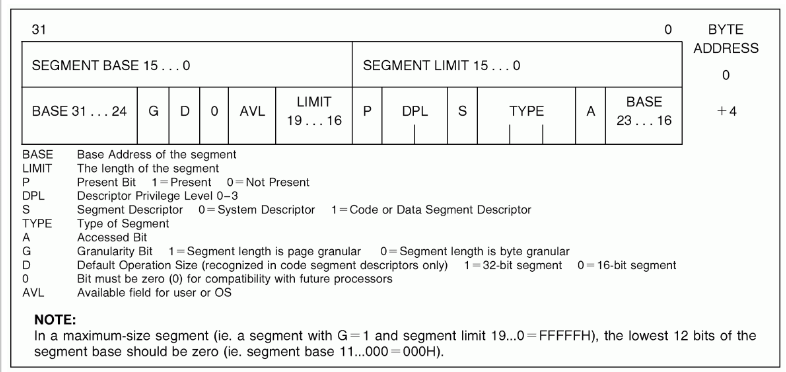 31 0 BYTE
ADDRESS
SEGMENT BASE 15 . . . 0 SEGMENT LIMIT 15 . . . 0 0
BASE 31 . . . 24 G D 0 AVL LIMIT 19 . . . 16 P DPL S TYPE A BASE 23 . . . 16 +4
BASE Base Address of the segment
LIMIT The length of the segment
P Present Bit 1=Present 0=Not Present
DPL Descriptor Privilege Level 0–3
S Segment Descriptor 0=System Descriptor 1=Code or Data Segment Descriptor
TYPE Type of Segment
A Accessed Bit
G Granularity Bit 1=Segment length is page granular 0=Segment length is byte granular
D Default Operation Size (recognized in code segment descriptors only) 1=32-bit segment 0=16-bit segment
0 Bit must be zero (0) for compatibility with future processors
AVL Available field for user or OS
NOTE:
In a maximum-size segment (ie. a segment with G=1 and segment limit 19...0=FFFFFH), the lowest 12 bits of the
segment base should be zero (ie. segment base 11...000=000H).